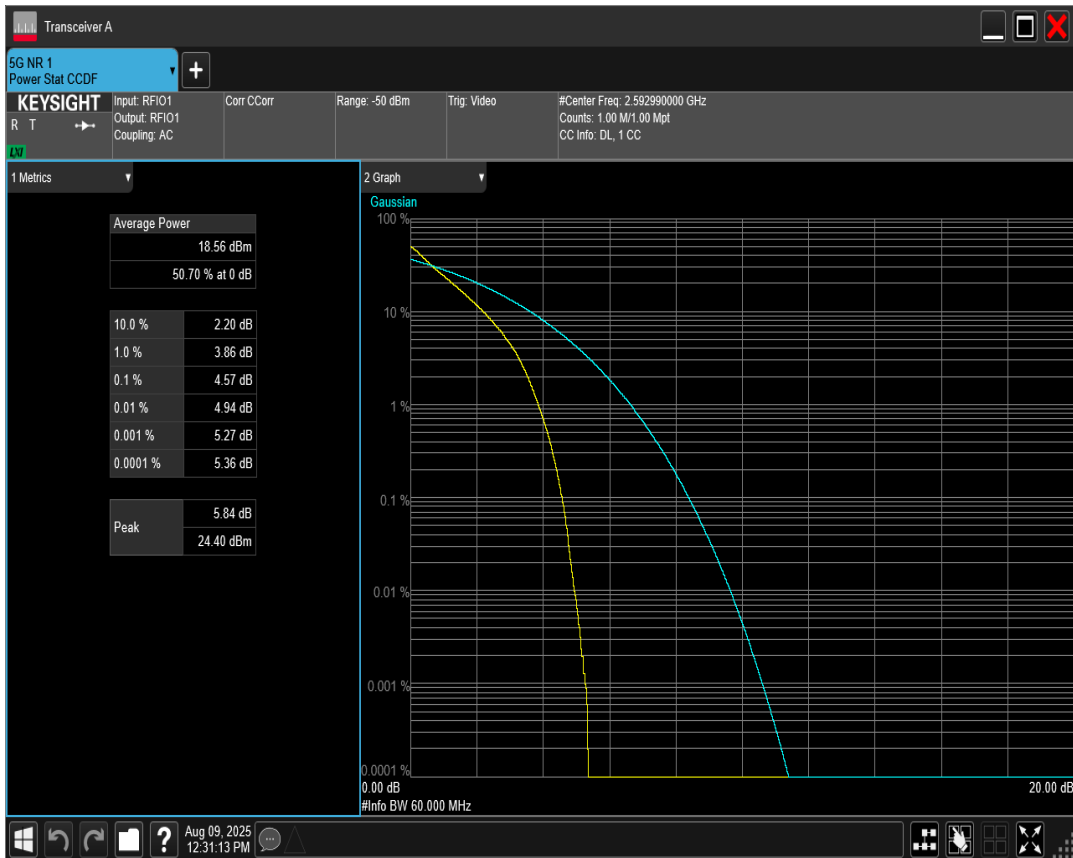 Transceiver A
5G NR 1
Power Stat CCDF
+
KEYSIGHT
R T
LXI
Input: RFIO1
Output: RFIO1
Coupling: AC
Corr CCorr
Range: -50 dBm
Trig: Video
#Center Freq: 2.592990000 GHz
Counts: 1.00 M/1.00 Mpt
CC Info: DL, 1 CC
1 Metrics
Average Power
18.56 dBm
50.70 % at 0 dB
10.0 % 2.20 dB
1.0 % 3.86 dB
0.1 % 4.57 dB
0.01 % 4.94 dB
0.001 % 5.27 dB
0.0001 % 5.36 dB
Peak
5.84 dB
24.40 dBm
2 Graph
Gaussian
100 %
10 %
1 %
0.1 %
0.01 %
0.001 %
0.0001 %
0.00 dB 20.00 dB
#Info BW 60.000 MHz
?
Aug 09, 2025
12:31:13 PM